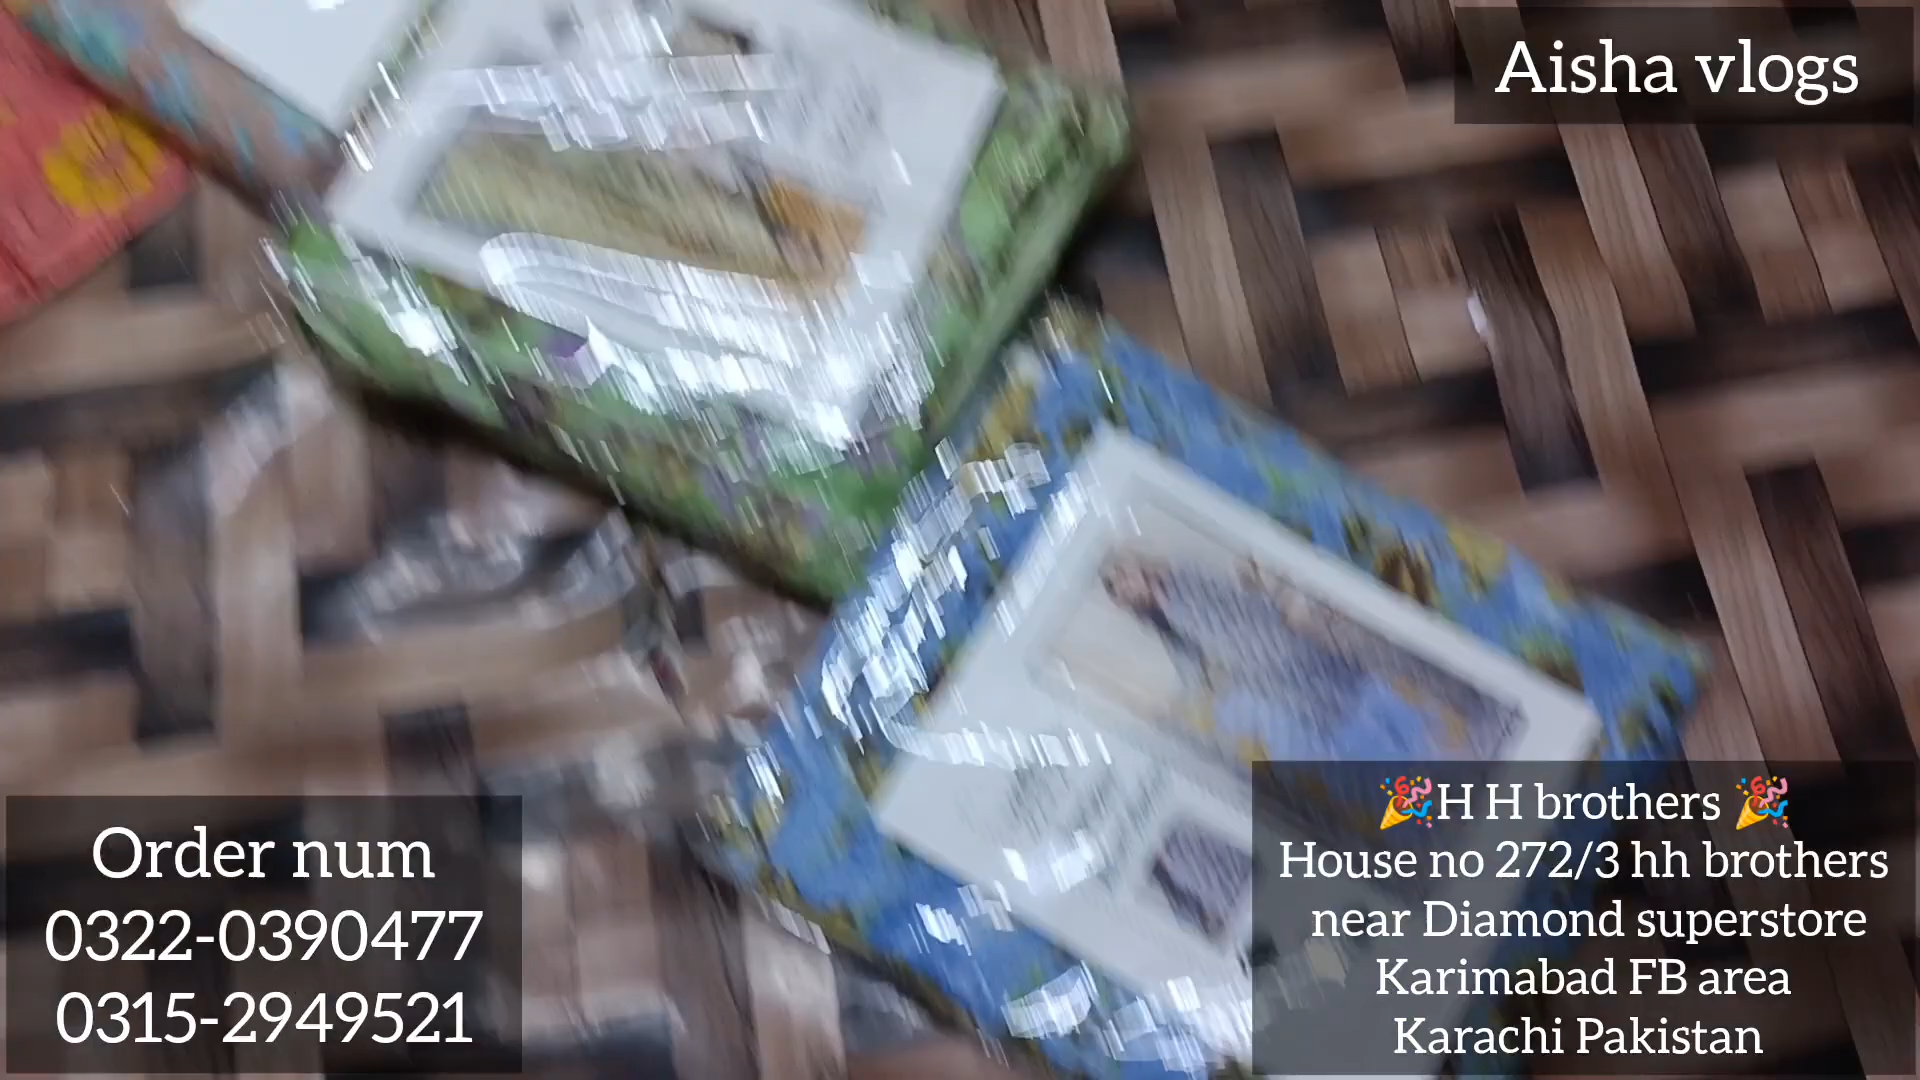 Aisha vlogs
Order num
0322-0390477
0315-2949521
🎉H H brothers 🎉
House no 272/3 hh brothers
near Diamond superstore
Karimabad FB area
Karachi Pakistan